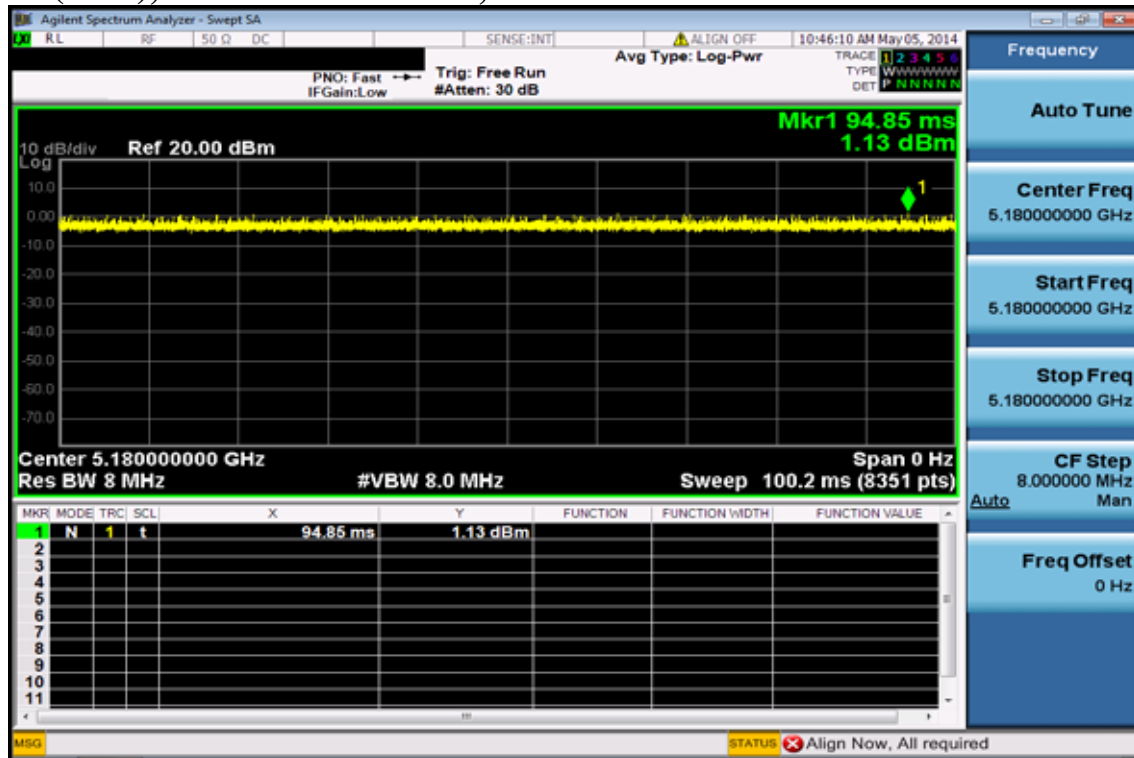 Agilent Spectrum Analyzer - Swept SA
RL RF 50 Ω DC SENSE:INT ALIGN OFF 10:46:10 AM May 05, 2014
Avg Type: Log-Pwr
TRACE 1 2 3 4 5 6
TYPE WWWWWW
DET P N N N N N
PNO: Fast Trig: Free Run
IFGain:Low #Atten: 30 dB
Mkr1 94.85 ms
1.13 dBm
10 dB/div Ref 20.00 dBm
Log
10.0
0.00
-10.0
-20.0
-30.0
-40.0
-50.0
-60.0
-70.0
1
Center 5.180000000 GHz Span 0 Hz
Res BW 8 MHz #VBW 8.0 MHz Sweep 100.2 ms (8351 pts)
MKR MODE TRC SCL X Y FUNCTION FUNCTION WIDTH FUNCTION VALUE
1 N 1 t 94.85 ms 1.13 dBm
2
3
4
5
6
7
8
9
10
11
MSG STATUS Align Now, All required
Frequency
Auto Tune
Center Freq
5.180000000 GHz
Start Freq
5.180000000 GHz
Stop Freq
5.180000000 GHz
CF Step
8.000000 MHz
Auto Man
Freq Offset
0 Hz